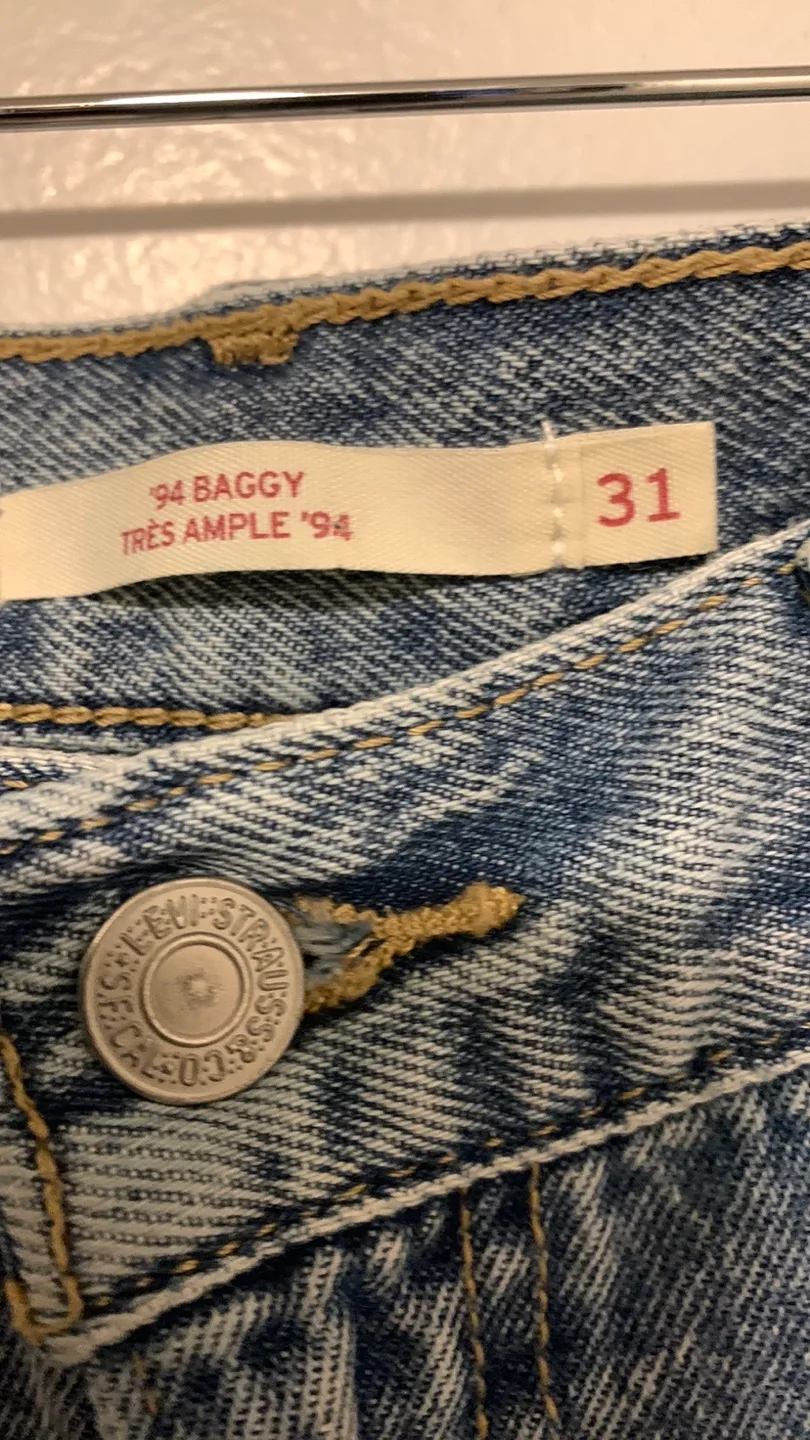 '94 BAGGY
TRÈS AMPLE '94
31
LEVI STRAUSS & CO.
S.F. CAL.